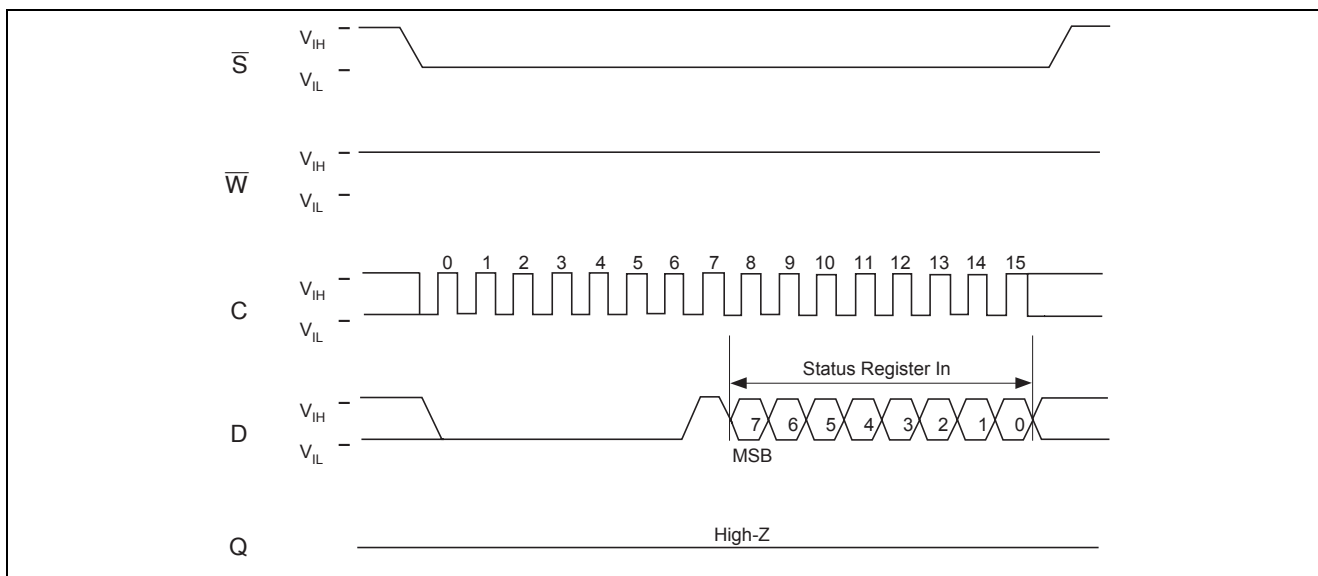 S̅
V_IH
V_IL
W̅
V_IH
V_IL
C
V_IH
V_IL
0 1 2 3 4 5 6 7 8 9 10 11 12 13 14 15
Status Register In
D
V_IH
V_IL
7 6 5 4 3 2 1 0
MSB
Q
High-Z